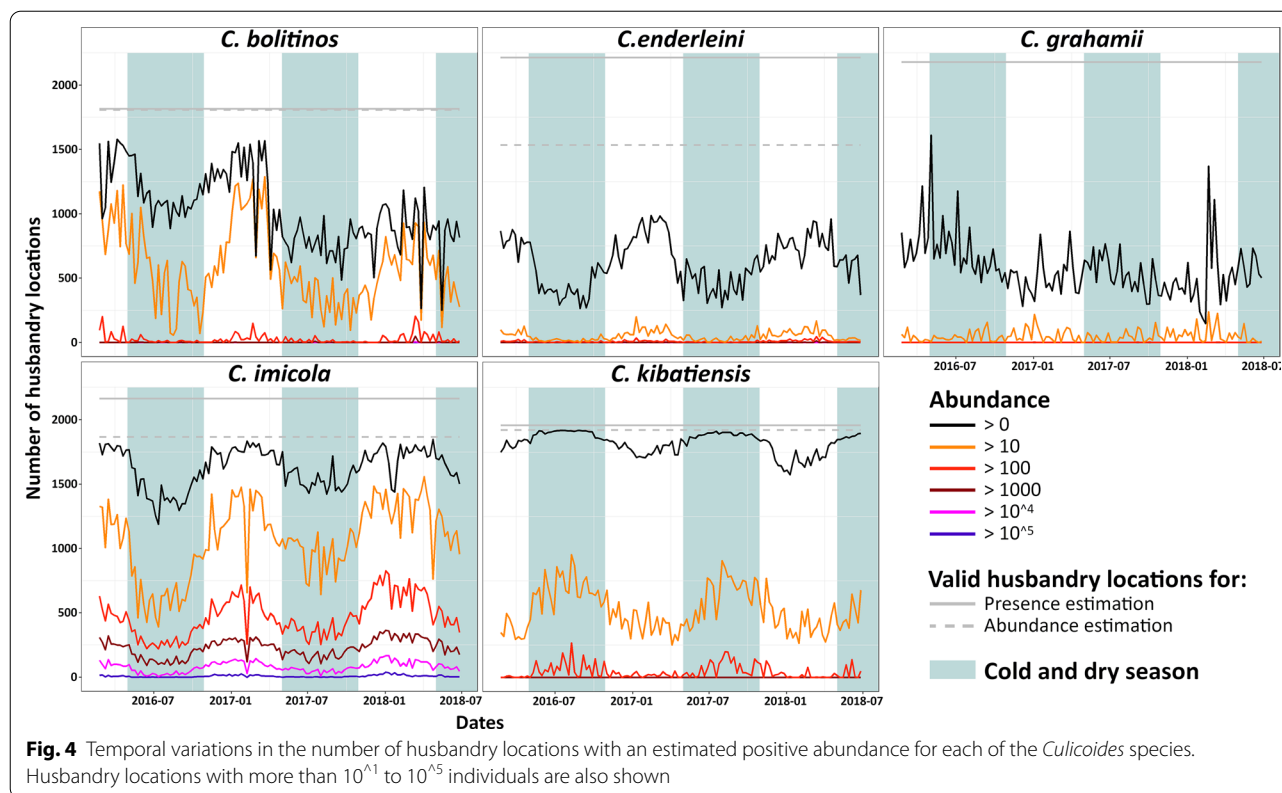 C. bolitinos
C.enderleini
C. grahamii
Number of husbandry locations
2000
1500
1000
500
0
2016-07 2017-01 2017-07 2018-01 2018-07
C. imicola
C. kibatiensis
2000
1500
1000
500
0
2016-07 2017-01 2017-07 2018-01 2018-07
2016-07 2017-01 2017-07 2018-01 2018-07
Dates
Abundance
> 0
> 10
> 100
> 1000
> 10^4
> 10^5
Valid husbandry locations for:
Presence estimation
Abundance estimation
Cold and dry season
Fig. 4 Temporal variations in the number of husbandry locations with an estimated positive abundance for each of the Culicoides species.
Husbandry locations with more than 10^1 to 10^5 individuals are also shown